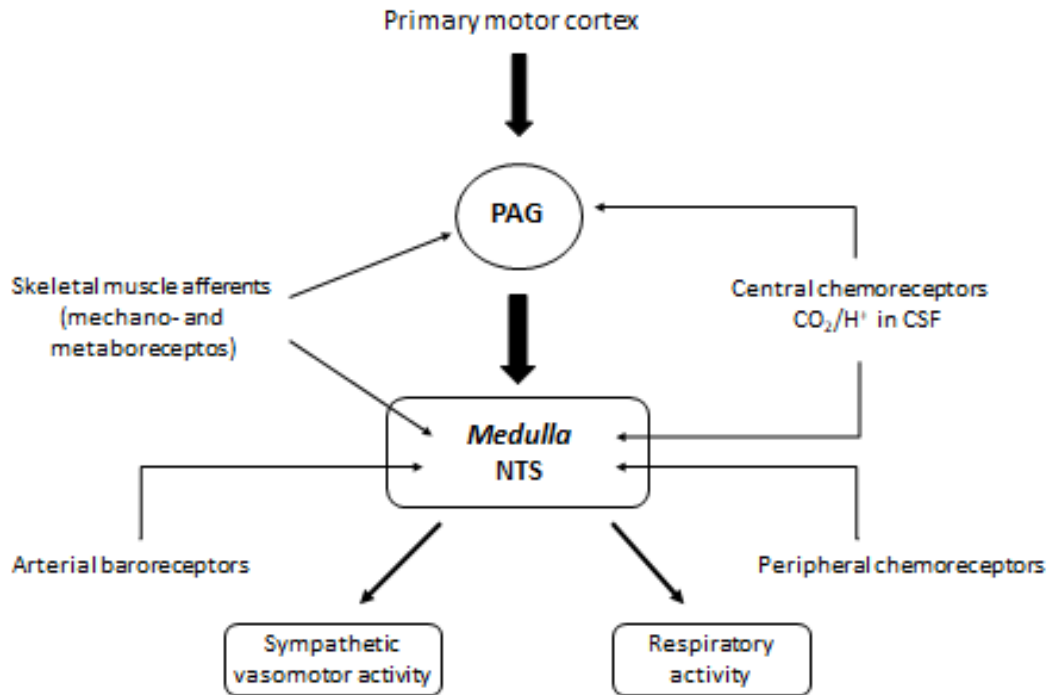 Primary motor cortex
PAG
Skeletal muscle afferents
(mechano- and
metaboreceptos)
Central chemoreceptors
CO₂/H⁺ in CSF
Medulla
NTS
Arterial baroreceptors
Peripheral chemoreceptors
Sympathetic
vasomotor activity
Respiratory
activity